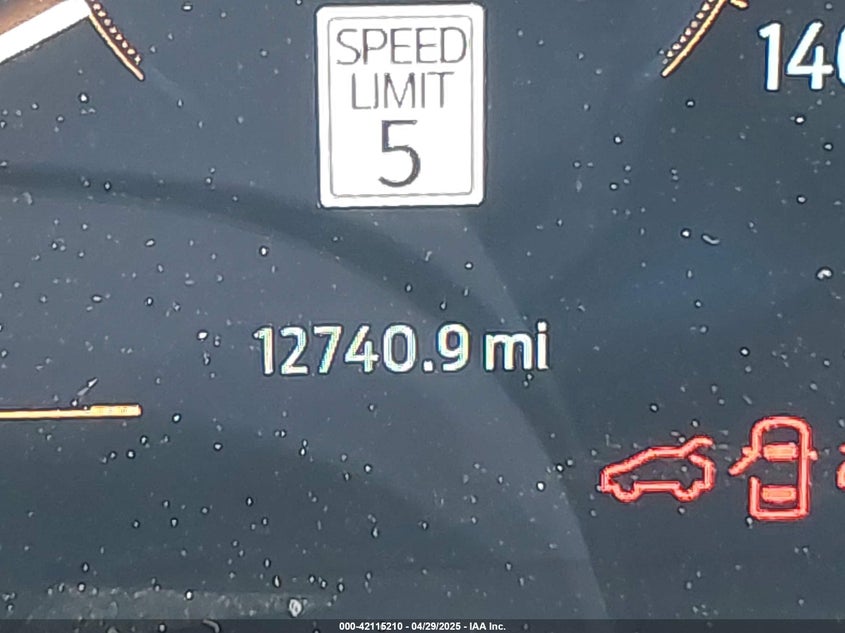 SPEED
LIMIT
5
12740.9 mi
000-42115210 - 04/29/2025 - IAA Inc.